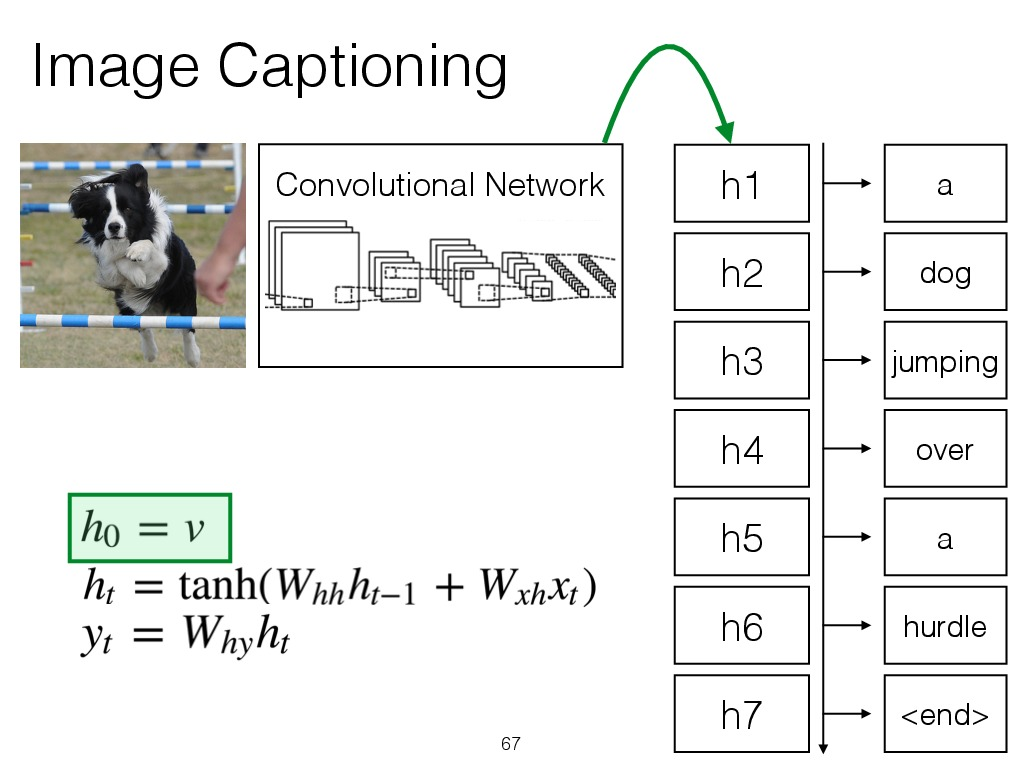 Image Captioning
Convolutional Network
h1
a
h2
dog
h3
jumping
h4
over
h5
a
h6
hurdle
h7
<end>
h₀ = v
hₜ = tanh(Wₕₕhₜ₋₁ + Wₓₕxₜ)
yₜ = Wₕᵧhₜ
67